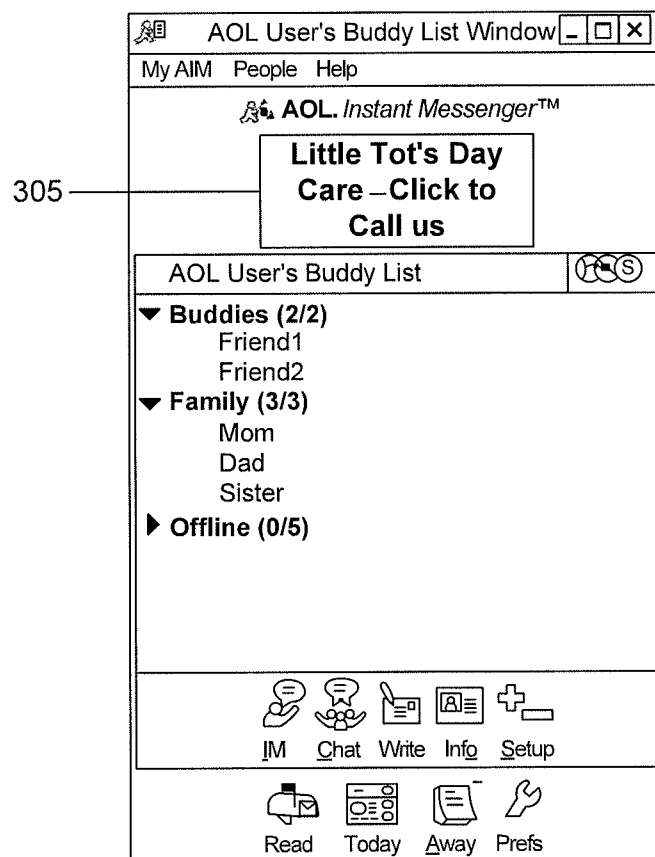 AOL User's Buddy List Window
My AIM People Help
AOL. Instant Messenger™
Little Tot's Day
Care – Click to
Call us
305
AOL User's Buddy List
S
Buddies (2/2)
Friend1
Friend2
Family (3/3)
Mom
Dad
Sister
Offline (0/5)
IM Chat Write Info Setup
Read Today Away Prefs